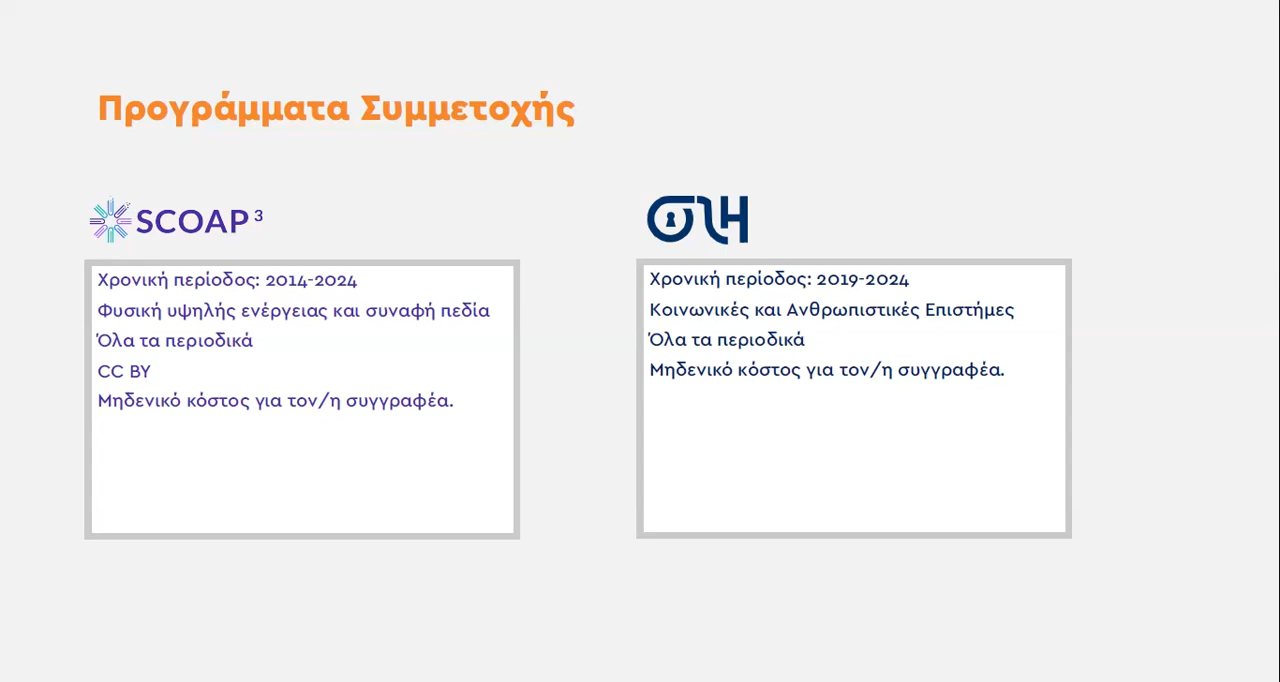 Προγράμματα Συμμετοχής
SCOAP³
Χρονική περίοδος: 2014-2024
Φυσική υψηλής ενέργειας και συναφή πεδία
Όλα τα περιοδικά
CC BY
Μηδενικό κόστος για τον/η συγγραφέα.
OLH
Χρονική περίοδος: 2019-2024
Κοινωνικές και Ανθρωπιστικές Επιστήμες
Όλα τα περιοδικά
Μηδενικό κόστος για τον/η συγγραφέα.